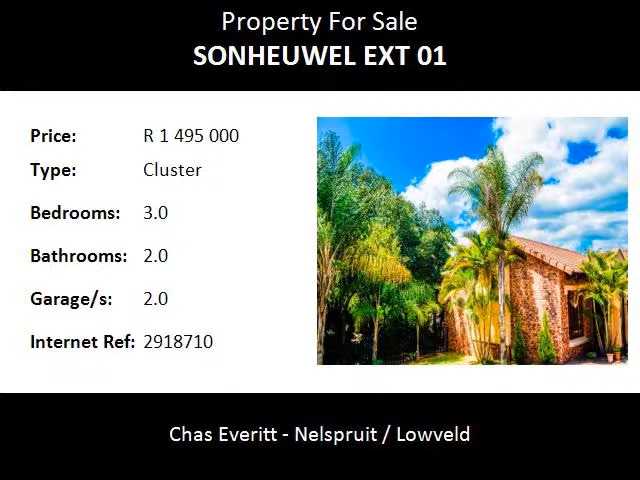 Property For Sale
SONHEUWEL EXT 01
Price: R 1 495 000
Type: Cluster
Bedrooms: 3.0
Bathrooms: 2.0
Garage/s: 2.0
Internet Ref: 2918710
Chas Everitt - Nelspruit / Lowveld